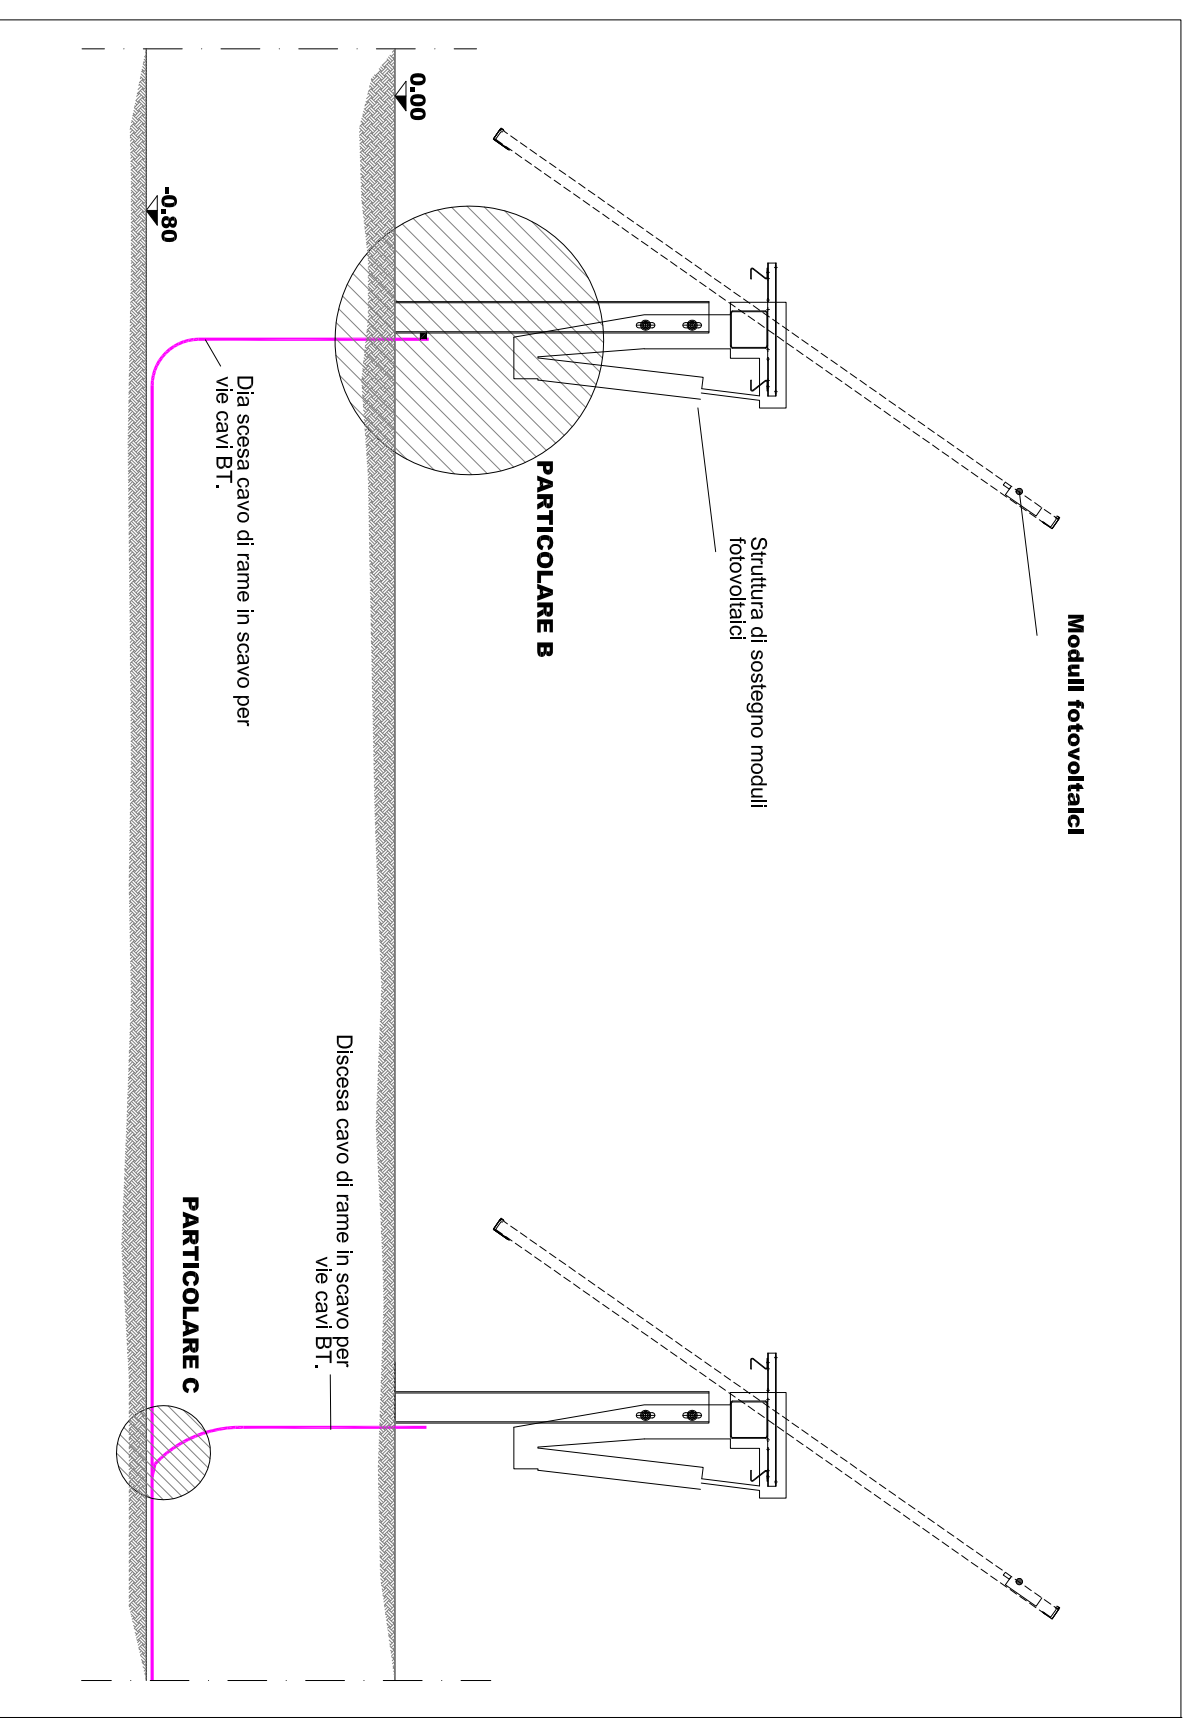 Moduli fotovoltaici
Struttura di sostegno moduli
fotovoltaici
PARTICOLARE B
0.00
Discesa cavo di rame in scavo per
vie cavi BT.
Dia scesa cavo di rame in scavo per
vie cavi BT.
PARTICOLARE C
-0.80